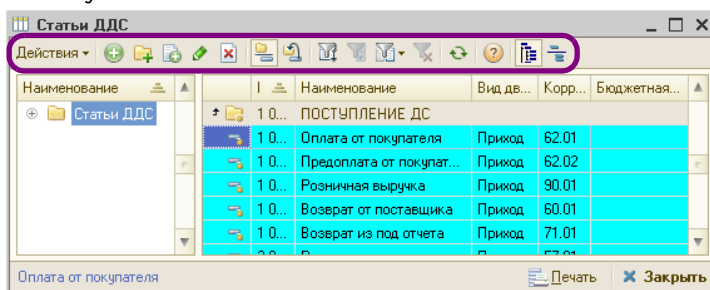 Статьи ДДС
Действия
Наименование
Статьи ДДС
І Наименование Вид дв... Корр... Бюджетная...
1 0... ПОСТУПЛЕНИЕ ДС
1 0... Оплата от покупателя Приход 62.01
1 0... Предоплата от покупат... Приход 62.02
1 0... Розничная выручка Приход 90.01
1 0... Возврат от поставщика Приход 60.01
1 0... Возврат из под отчета Приход 71.01
Оплата от покупателя
Печать
Закрыть